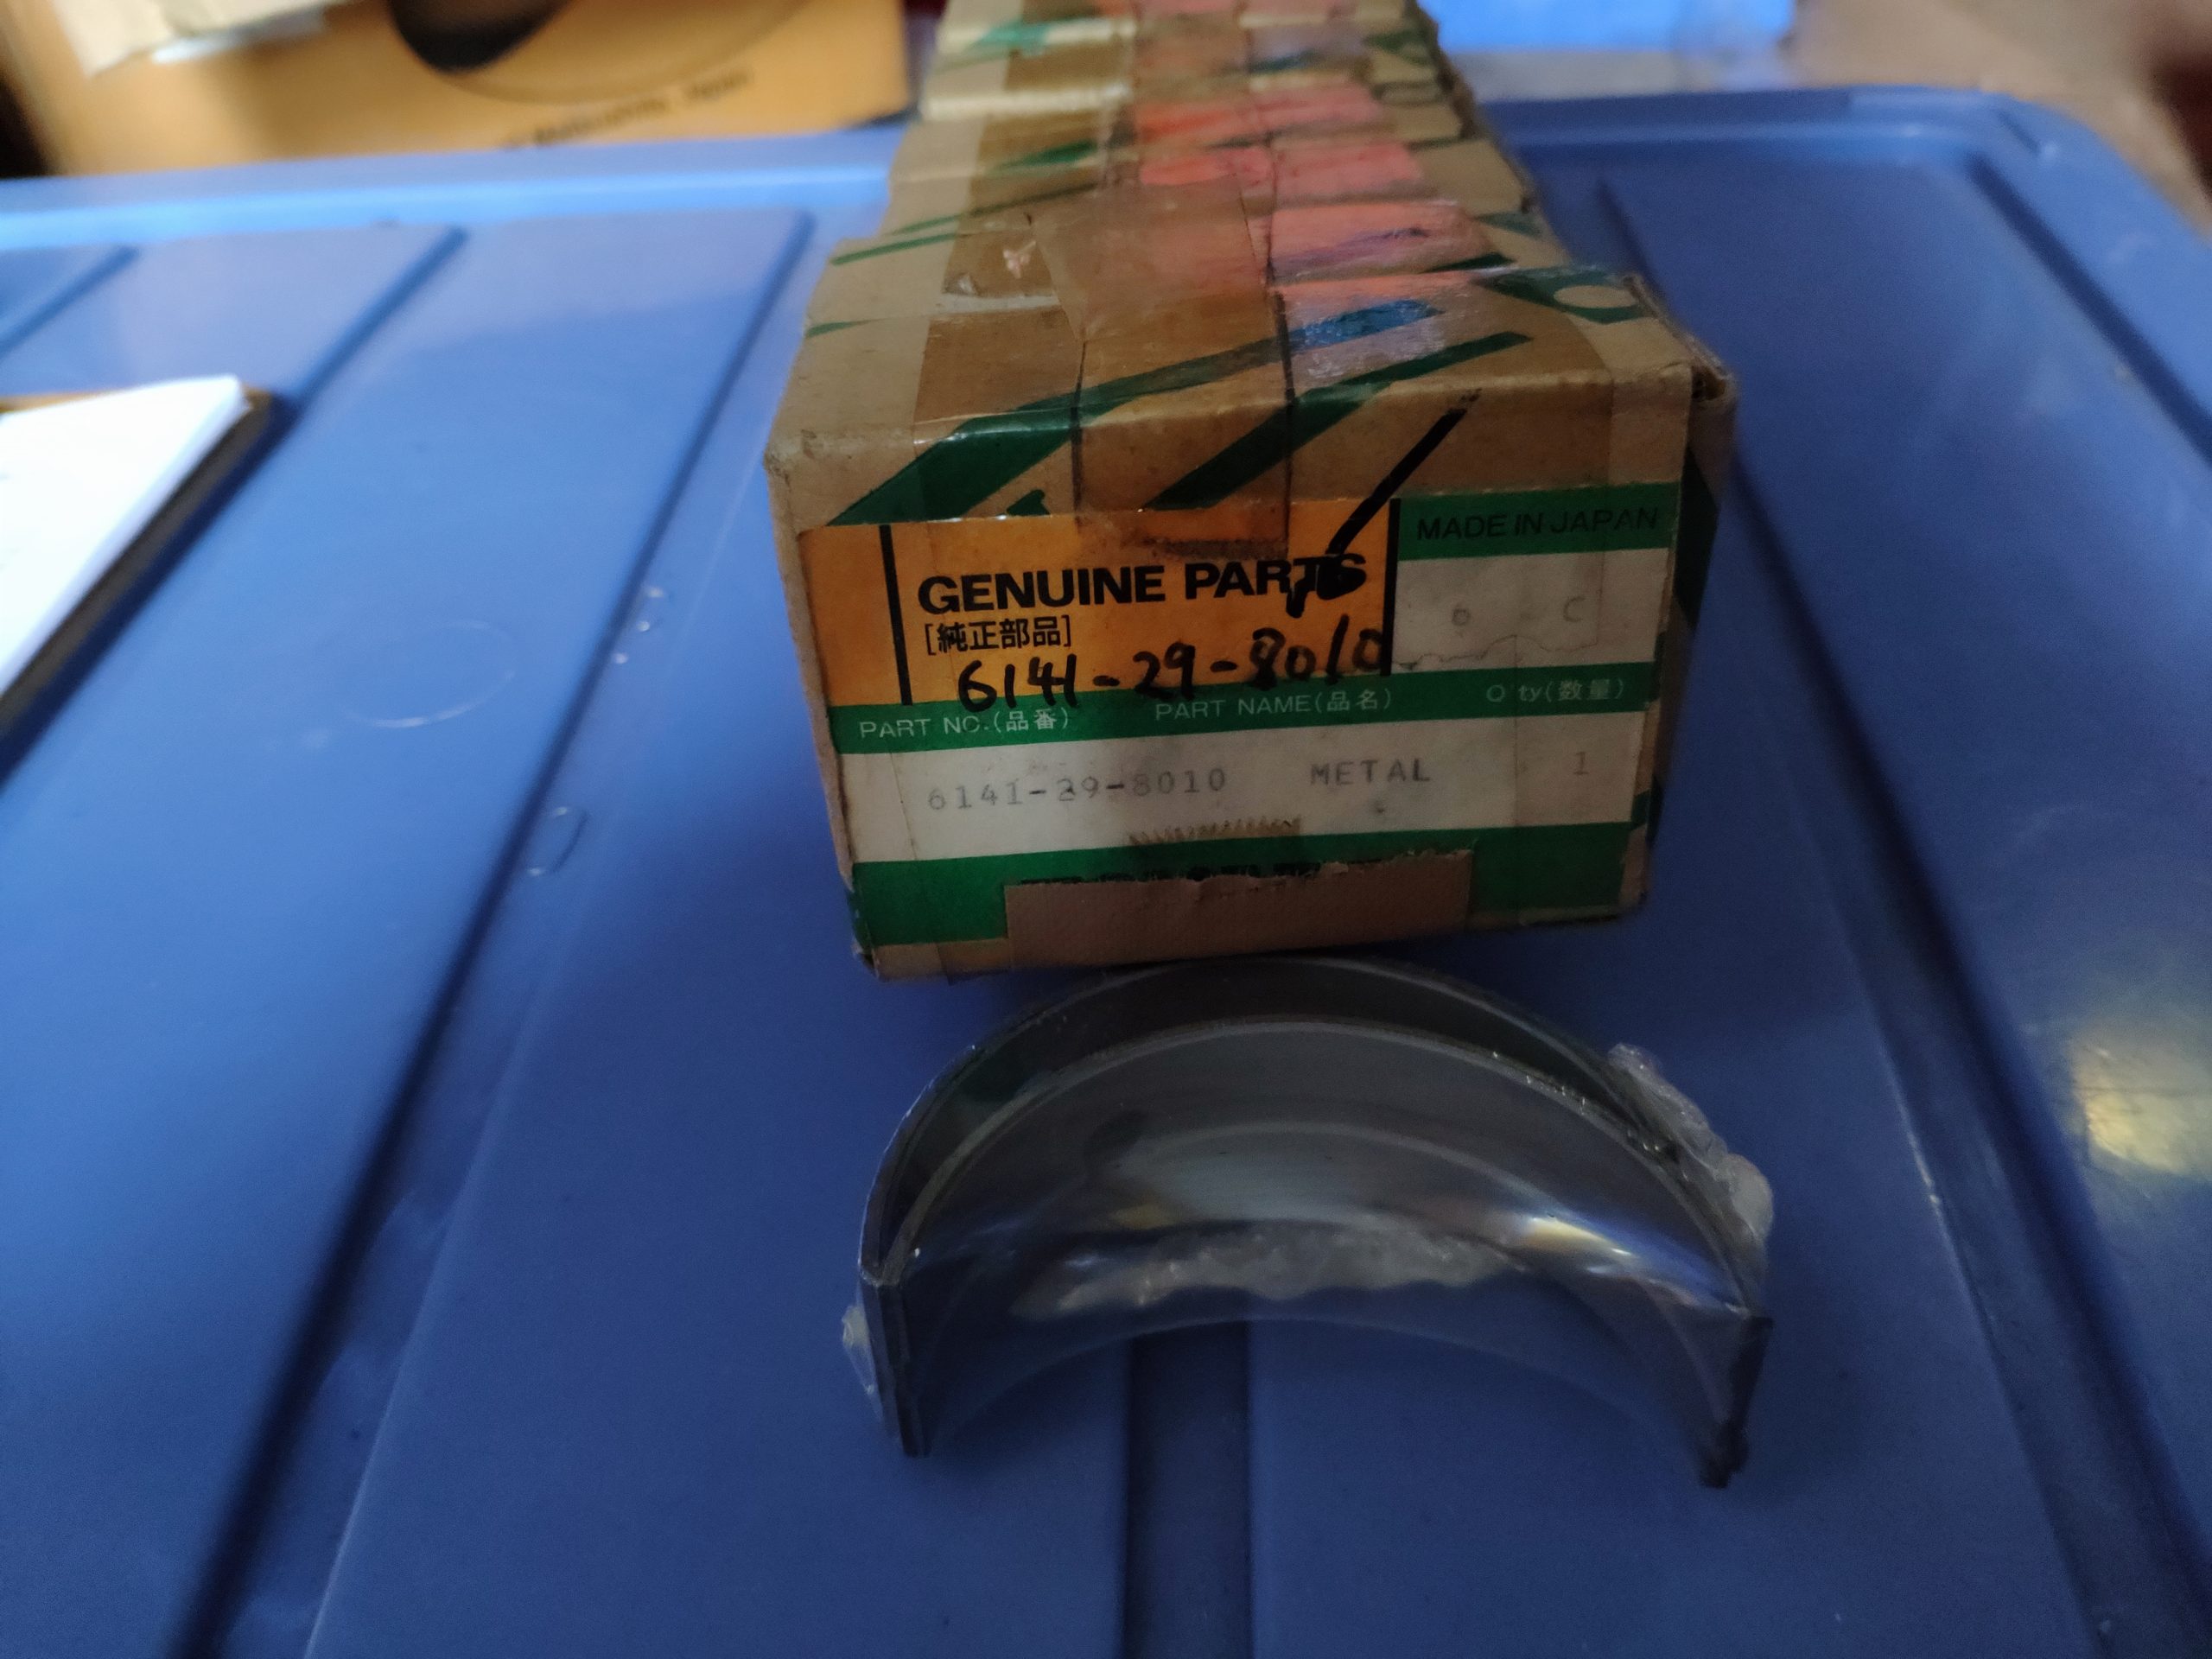 MADE IN JAPAN
GENUINE PARTS
[純正部品]
6141-29-8010
PART NO.(品番) PART NAME(品名) Q'ty(数量)
6141-29-8010 METAL 1